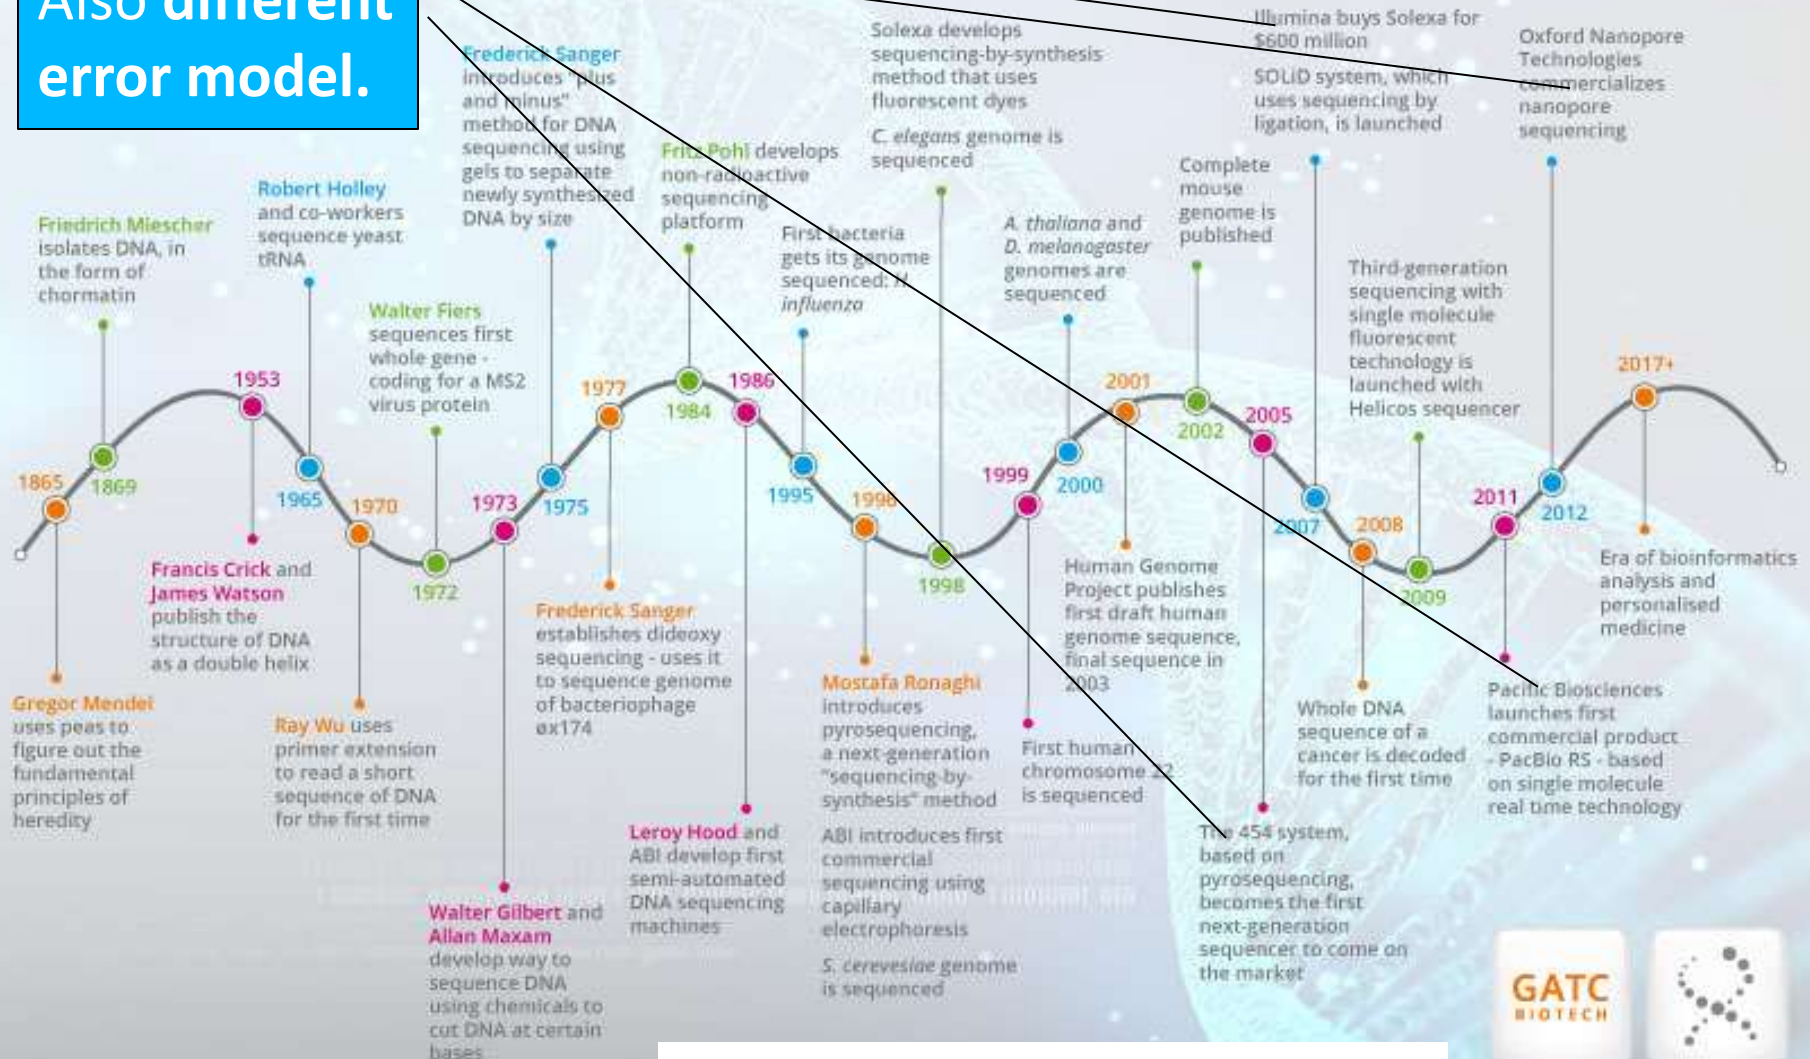 Also different
error model.
Frederick Sanger
introduces "plus
and minus"
method for DNA
sequencing using
gels to separate
newly synthesized
DNA by size
Solexa develops
sequencing-by-synthesis
method that uses
fluorescent dyes
C. elegans genome is
sequenced
Illumina buys Solexa for
$600 million
SOLiD system, which
uses sequencing by
ligation, is launched
Oxford Nanopore
Technologies
commercializes
nanopore
sequencing
Friedrich Miescher
isolates DNA, in
the form of
chormatin
Robert Holley
and co-workers
sequence yeast
tRNA
Walter Fiers
sequences first
whole gene -
coding for a MS2
virus protein
Fritz Pohl develops
non-radioactive
sequencing
platform
First bacteria
gets its genome
sequenced: H.
influenza
A. thaliana and
D. melanogaster
genomes are
sequenced
Complete
mouse
genome is
published
Third-generation
sequencing with
single molecule
fluorescent
technology is
launched with
Helicos sequencer
1865
1869
1953
1965
1970
1972
1973
1975
1977
1984
1986
1995
1996
1998
1999
2000
2001
2002
2005
2007
2008
2009
2011
2012
2017+
Gregor Mendel
uses peas to
figure out the
fundamental
principles of
heredity
Francis Crick and
James Watson
publish the
structure of DNA
as a double helix
Ray Wu uses
primer extension
to read a short
sequence of DNA
for the first time
Walter Gilbert and
Allan Maxam
develop way to
sequence DNA
using chemicals to
cut DNA at certain
bases
Frederick Sanger
establishes dideoxy
sequencing - uses it
to sequence genome
of bacteriophage
øx174
Leroy Hood and
ABI develop first
semi-automated
DNA sequencing
machines
Mostafa Ronaghi
introduces
pyrosequencing,
a next-generation
"sequencing-by-
synthesis" method
ABI introduces first
commercial
sequencing using
capillary
electrophoresis
S. cerevesiae genome
is sequenced
First human
chromosome 22
is sequenced
Human Genome
Project publishes
first draft human
genome sequence,
final sequence in
2003
The 454 system,
based on
pyrosequencing,
becomes the first
next-generation
sequencer to come on
the market
Whole DNA
sequence of a
cancer is decoded
for the first time
Pacific Biosciences
launches first
commercial product
- PacBio RS - based
on single molecule
real time technology
Era of bioinformatics
analysis and
personalised
medicine
GATC
BIOTECH